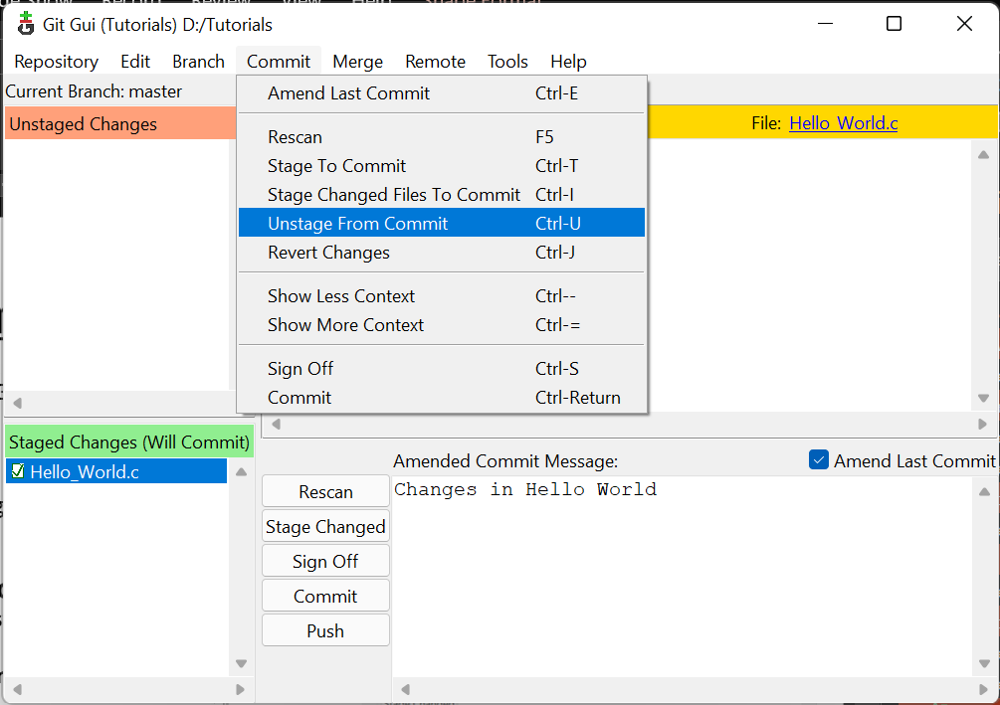 Git Gui (Tutorials) D:/Tutorials
Repository Edit Branch Commit Merge Remote Tools Help
Current Branch: master
Unstaged Changes
File: Hello_World.c
Amend Last Commit Ctrl-E
Rescan F5
Stage To Commit Ctrl-T
Stage Changed Files To Commit Ctrl-I
Unstage From Commit Ctrl-U
Revert Changes Ctrl-J
Show Less Context Ctrl--
Show More Context Ctrl-=
Sign Off Ctrl-S
Commit Ctrl-Return
Staged Changes (Will Commit)
Hello_World.c
Amended Commit Message:
Amend Last Commit
Changes in Hello World
Rescan
Stage Changed
Sign Off
Commit
Push